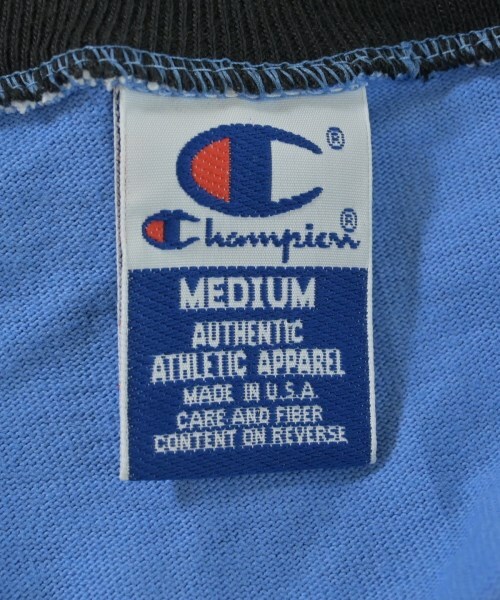 ®
Champion®
MEDIUM
AUTHENTIC
ATHLETIC APPAREL
MADE IN U.S.A.
CARE AND FIBER
CONTENT ON REVERSE